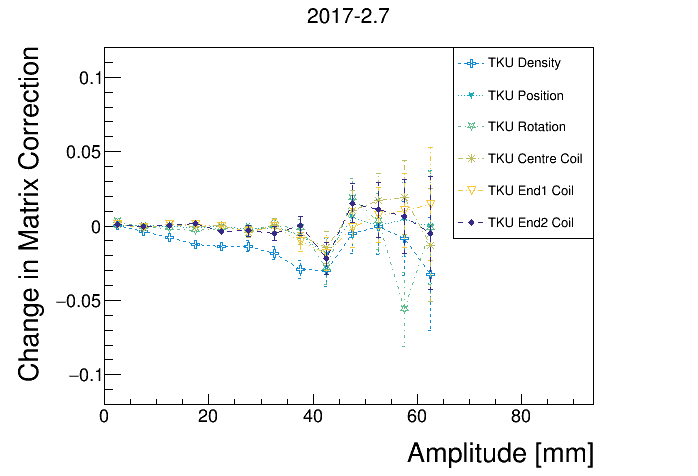 2017-2.7
Change in Matrix Correction
0.1
0.05
0
−0.05
−0.1
TKU Density
TKU Position
TKU Rotation
TKU Centre Coil
TKU End1 Coil
TKU End2 Coil
0 20 40 60 80
Amplitude [mm]